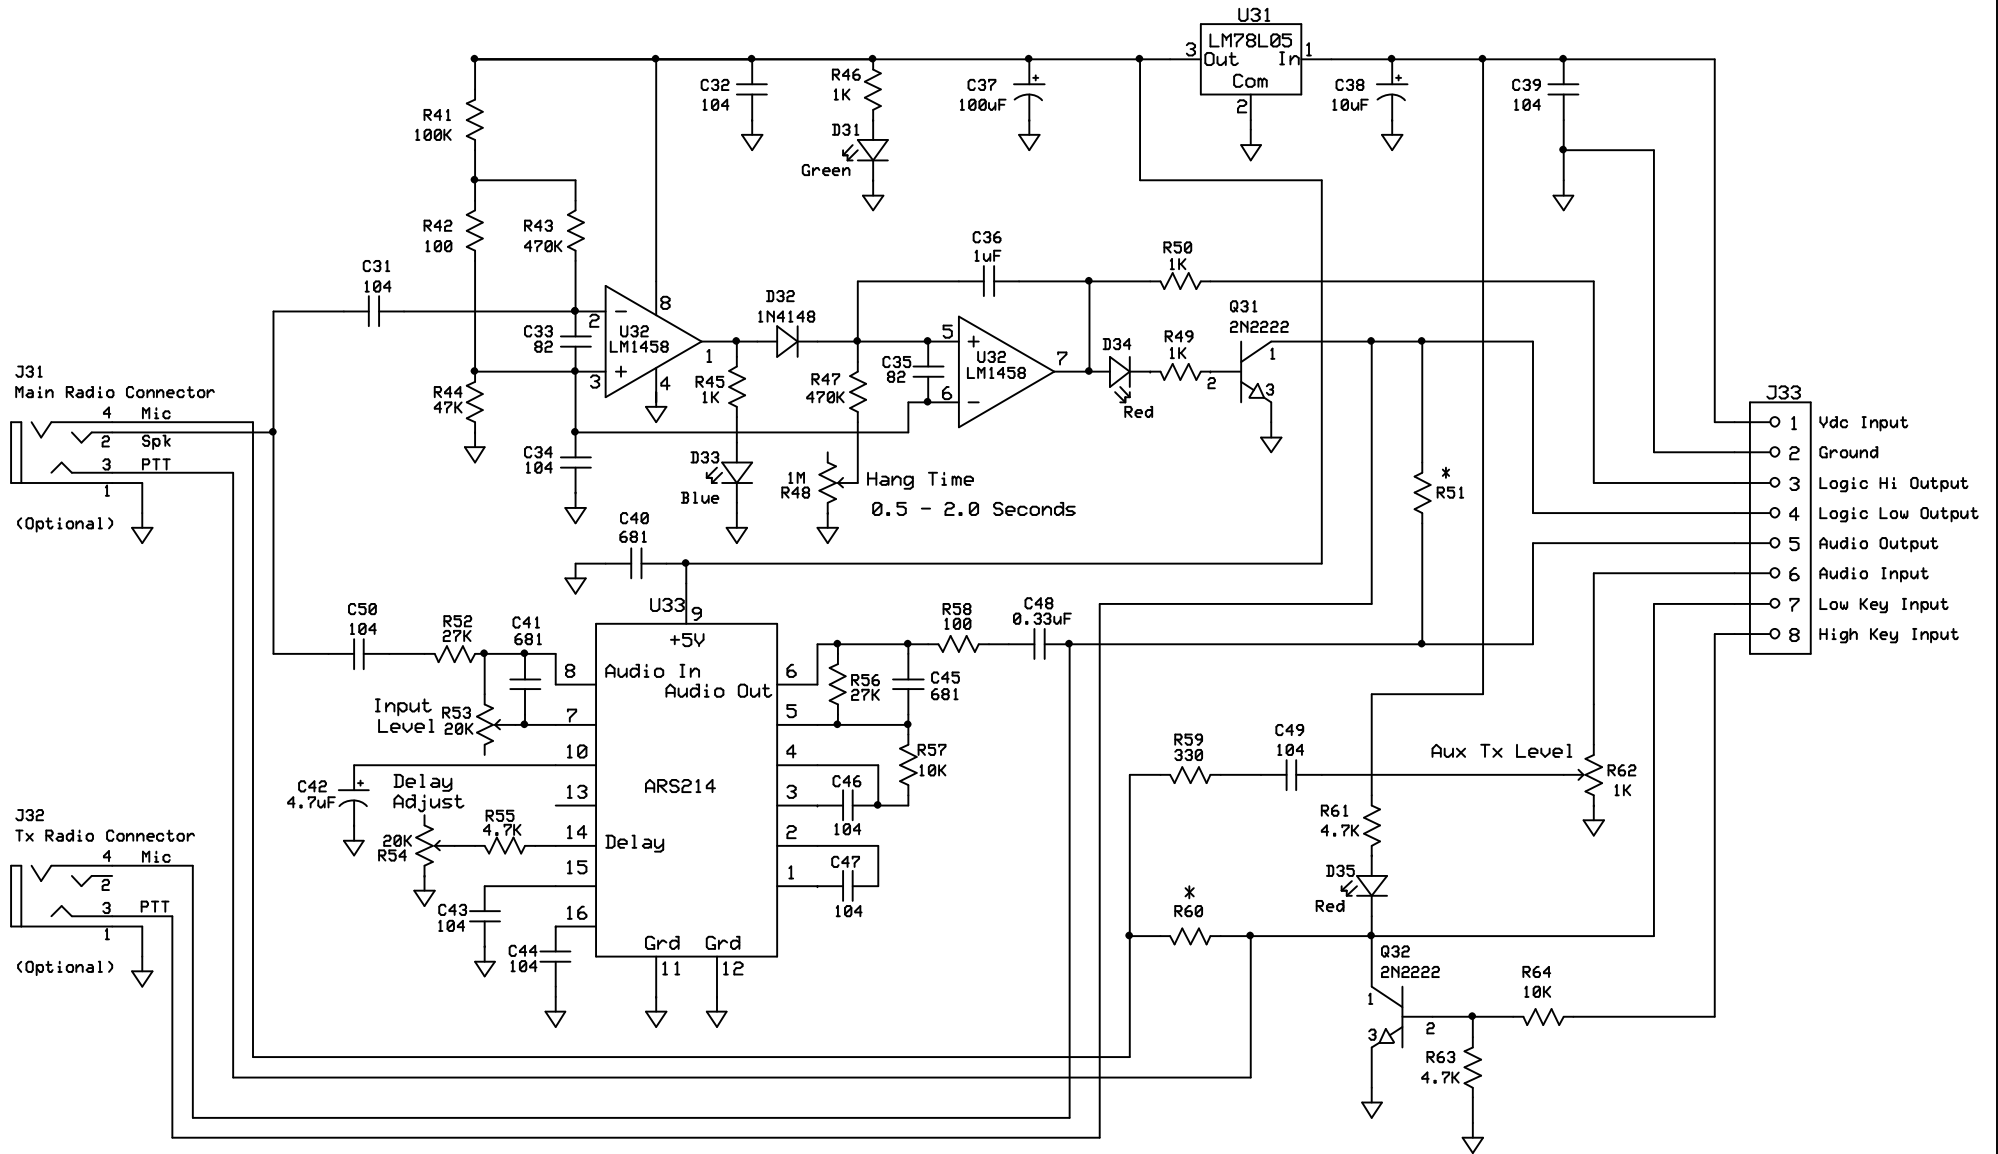 U31
LM78L05
3
Out
In
1
Com
2
R41
100K
C32
104
R46
1K
D31
Green
C37
100uF
C38
10uF
C39
104
R42
100
R43
470K
C31
104
C33
82
2
3
8
4
U32
LM1458
1
D32
1N4148
C36
1uF
R50
1K
Q31
2N2222
1
2
3
R44
47K
C34
104
R45
1K
D33
Blue
R47
470K
C35
82
5
6
U32
LM1458
7
D34
Red
R49
1K
1M
R48
Hang Time
0.5 - 2.0 Seconds
*
R51
J31
Main Radio Connector
4
Mic
2
Spk
3
PTT
1
(Optional)
J33
1 Vdc Input
2 Ground
3 Logic Hi Output
4 Logic Low Output
5 Audio Output
6 Audio Input
7 Low Key Input
8 High Key Input
C40
681
U33
9
+5V
Audio In
Audio Out
ARS214
Delay
Grd
Grd
11
12
C50
104
R52
27K
C41
681
8
7
10
13
14
15
16
6
5
4
3
2
1
Input
Level
R53
20K
C42
4.7uF
Delay
Adjust
20K
R54
R55
4.7K
C43
104
C44
104
R56
27K
C45
681
R58
100
C48
0.33uF
R57
10K
C46
104
C47
104
R59
330
C49
104
Aux Tx Level
R62
1K
R61
4.7K
D35
Red
*
R60
Q32
2N2222
1
2
3
R64
10K
R63
4.7K
J32
Tx Radio Connector
4
Mic
2
3
PTT
1
(Optional)